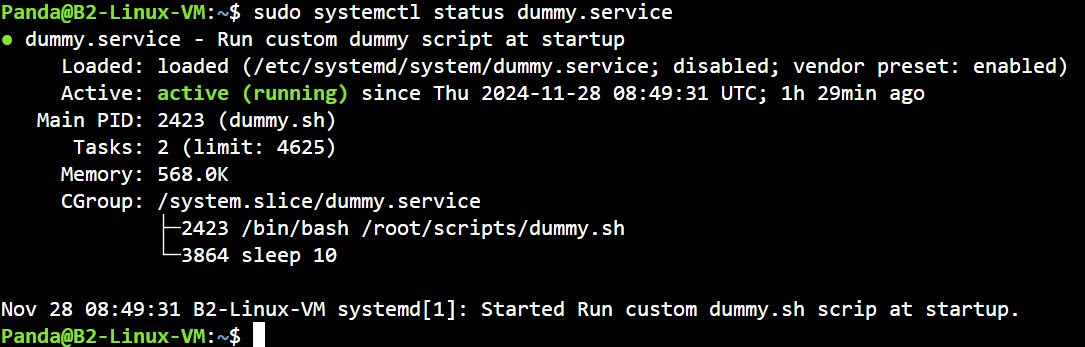 Panda@B2-Linux-VM:~$ sudo systemctl status dummy.service
● dummy.service - Run custom dummy script at startup
Loaded: loaded (/etc/systemd/system/dummy.service; disabled; vendor preset: enabled)
Active: active (running) since Thu 2024-11-28 08:49:31 UTC; 1h 29min ago
Main PID: 2423 (dummy.sh)
Tasks: 2 (limit: 4625)
Memory: 568.0K
CGroup: /system.slice/dummy.service
├─2423 /bin/bash /root/scripts/dummy.sh
└─3864 sleep 10
Nov 28 08:49:31 B2-Linux-VM systemd[1]: Started Run custom dummy.sh scrip at startup.
Panda@B2-Linux-VM:~$